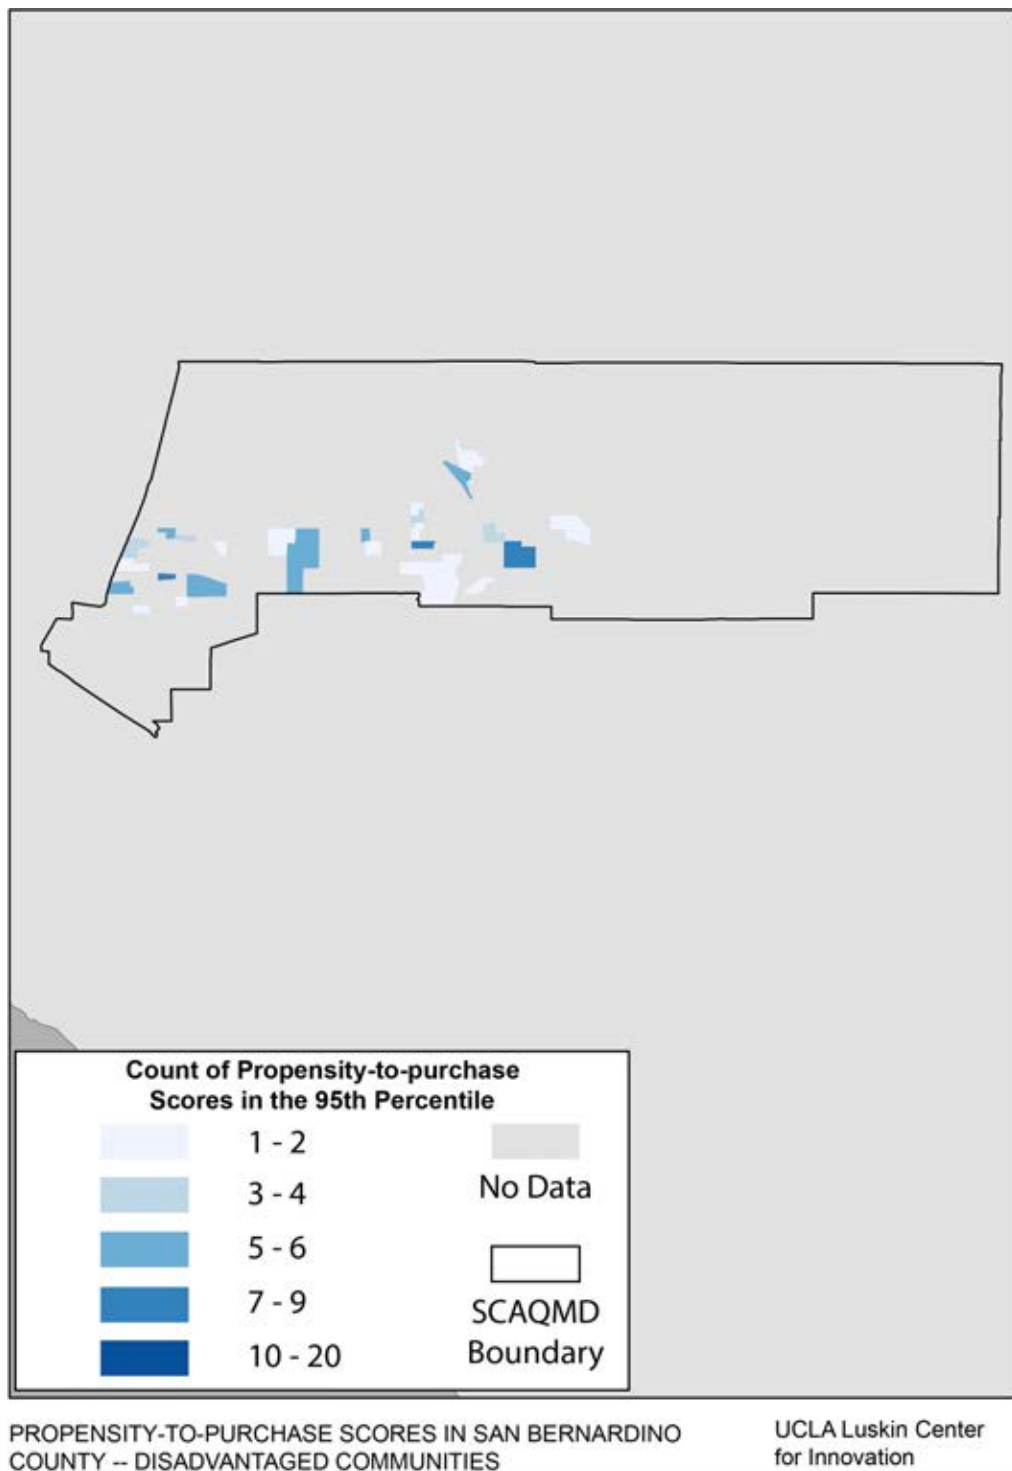 Count of Propensity-to-purchase
Scores in the 95th Percentile
1 - 2
3 - 4
5 - 6
7 - 9
10 - 20
No Data
SCAQMD
Boundary
PROPENSITY-TO-PURCHASE SCORES IN SAN BERNARDINO
COUNTY -- DISADVANTAGED COMMUNITIES
UCLA Luskin Center
for Innovation